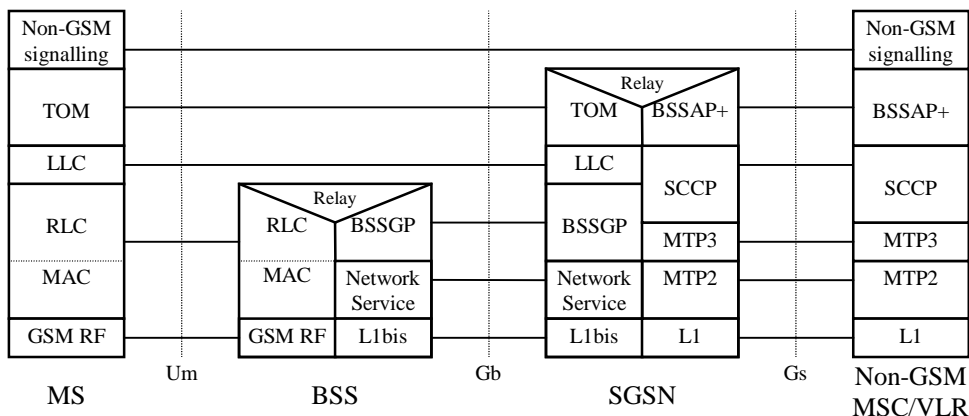 Non-GSM
signalling
Non-GSM
signalling
Relay
TOM
TOM
BSSAP+
BSSAP+
LLC
LLC
SCCP
SCCP
Relay
RLC
RLC
BSSGP
BSSGP
MTP3
MTP3
MAC
MAC
Network
Service
Network
Service
MTP2
MTP2
GSM RF
GSM RF
L1bis
L1bis
L1
L1
Um
Gb
Gs
MS
BSS
SGSN
Non-GSM
MSC/VLR